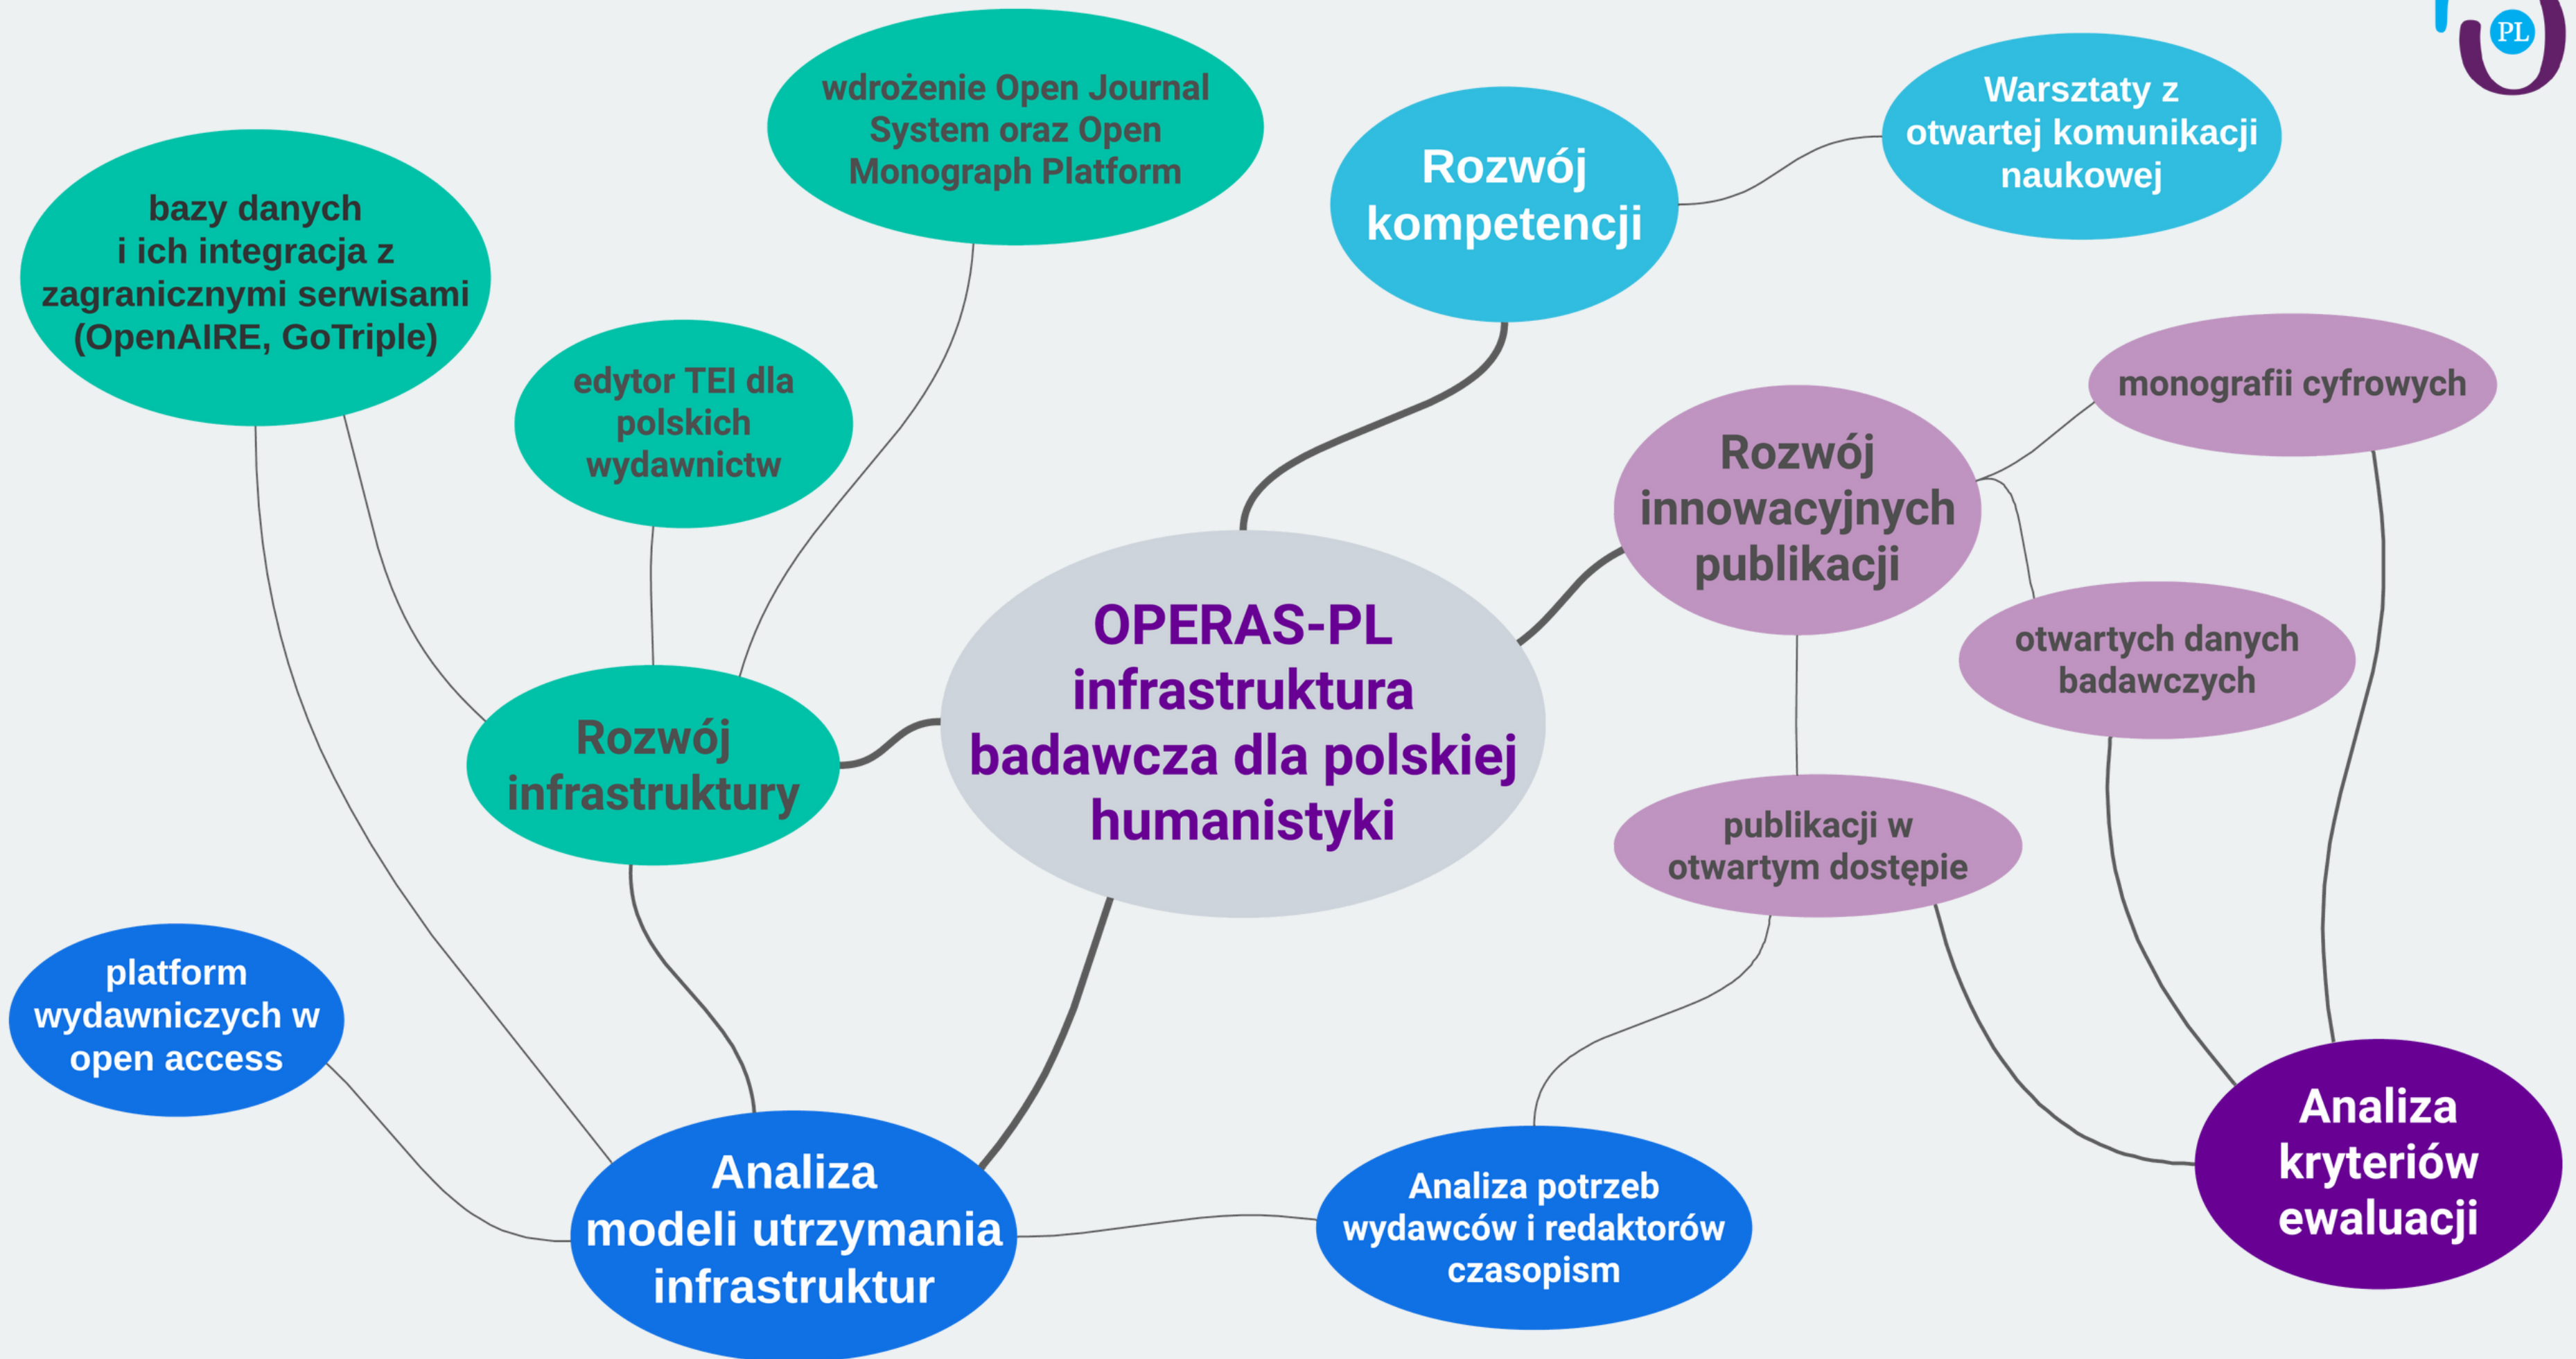 PL
wdrożenie Open Journal
System oraz Open
Monograph Platform
Warsztaty z
otwartej komunikacji
naukowej
Rozwój
kompetencji
bazy danych
i ich integracja z
zagranicznymi serwisami
(OpenAIRE, GoTriple)
edytor TEI dla
polskich
wydawnictw
monografii cyfrowych
Rozwój
innowacyjnych
publikacji
OPERAS-PL
infrastruktura
badawcza dla polskiej
humanistyki
otwartych danych
badawczych
Rozwój
infrastruktury
publikacji w
otwartym dostępie
platform
wydawniczych w
open access
Analiza
modeli utrzymania
infrastruktur
Analiza potrzeb
wydawców i redaktorów
czasopism
Analiza
kryteriów
ewaluacji